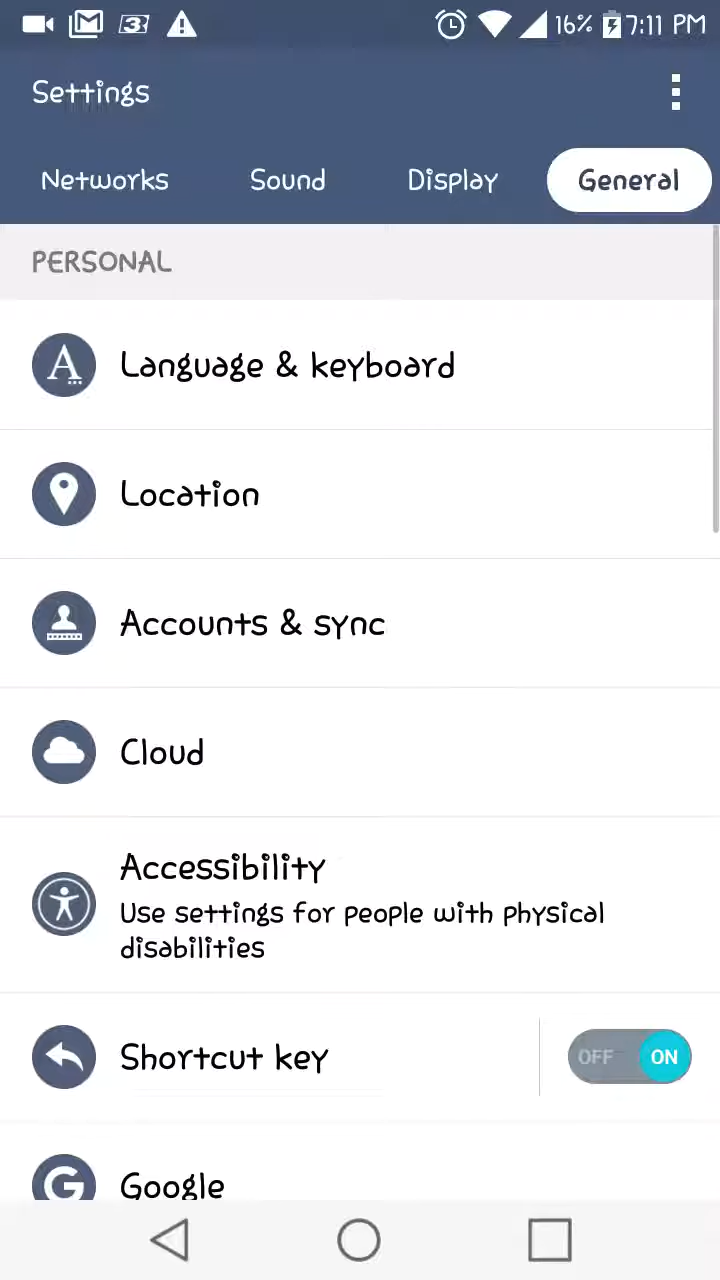 3 16% 7:11 PM
Settings
Networks Sound Display General
PERSONAL
Language & keyboard
Location
Accounts & sync
Cloud
Accessibility
Use settings for people with physical
disabilities
Shortcut key OFF ON
Google